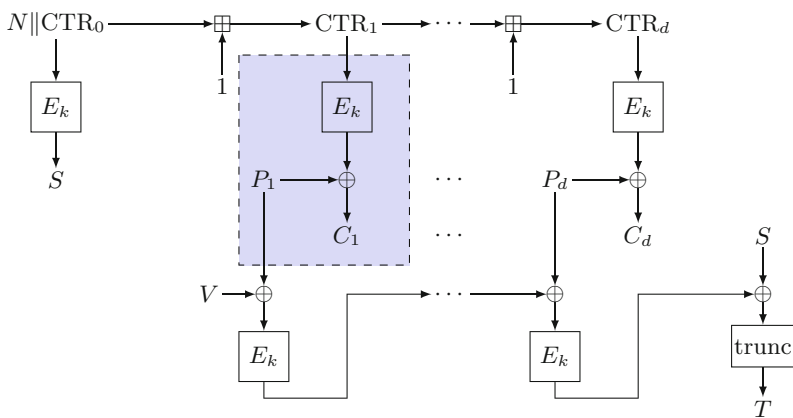 N‖CTR₀ CTR₁ ··· CTR_d
1 1
E_k E_k E_k
S P₁ ··· P_d
C₁ ··· C_d S
V ···
E_k E_k trunc
T